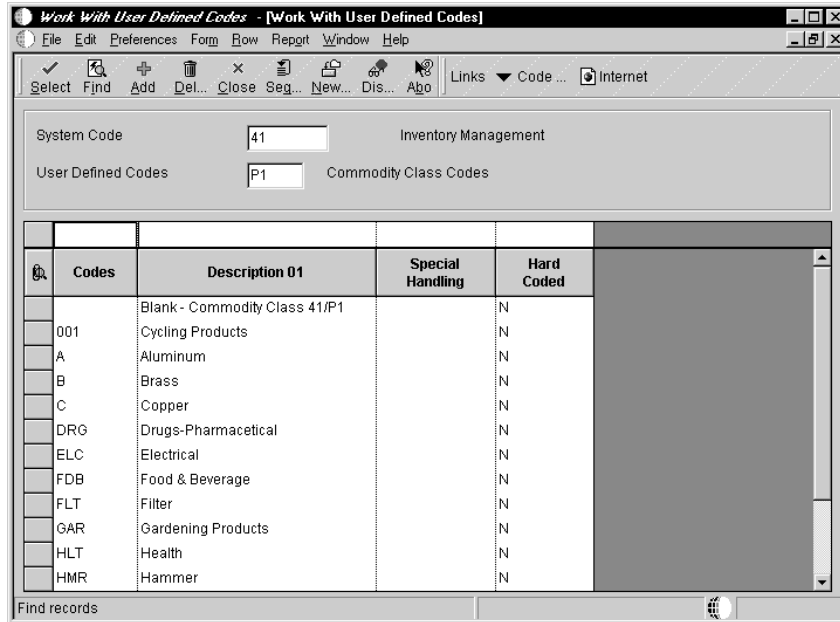 Work With User Defined Codes - [Work With User Defined Codes]
File Edit Preferences Form Row Report Window Help
Select Find Add Del... Close Seq... New... Dis... Abo Links Code ... Internet
System Code 41 Inventory Management
User Defined Codes P1 Commodity Class Codes
Codes Description 01 Special Handling Hard Coded
Blank - Commodity Class 41/P1 N
001 Cycling Products N
A Aluminum N
B Brass N
C Copper N
DRG Drugs-Pharmacetical N
ELC Electrical N
FDB Food & Beverage N
FLT Filter N
GAR Gardening Products N
HLT Health N
HMR Hammer N
Find records